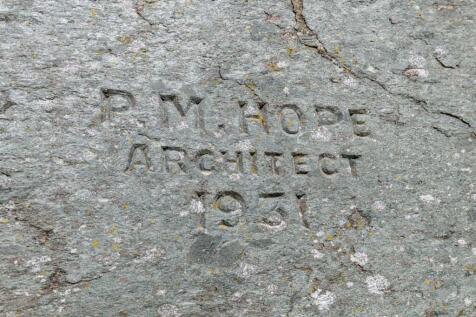 P. M. HOPE
ARCHITECT
1931